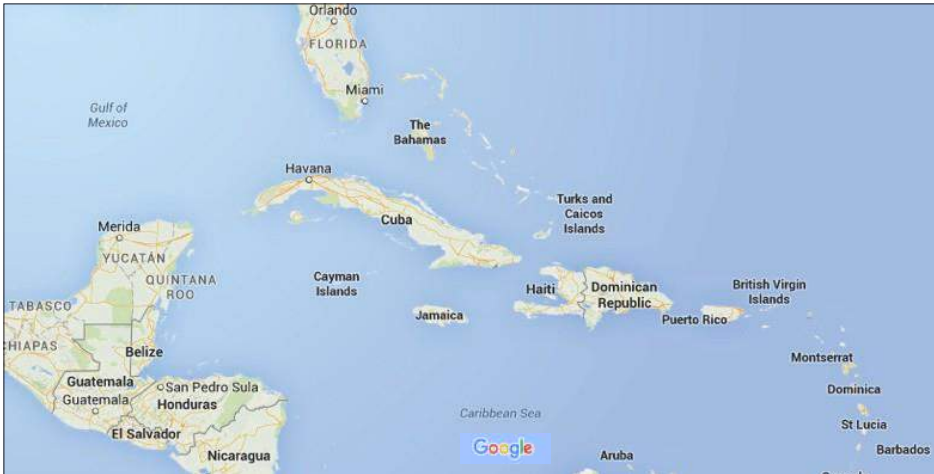 Orlando
FLORIDA
Miami
Gulf of
Mexico
The
Bahamas
Havana
Cuba
Turks and
Caicos
Islands
Merida
YUCATÁN
QUINTANA
ROO
Cayman
Islands
Haiti
Dominican
Republic
British Virgin
Islands
TABASCO
Jamaica
Puerto Rico
CHIAPAS
Belize
Montserrat
Guatemala
San Pedro Sula
Dominica
Guatemala
Honduras
Caribbean Sea
St Lucia
El Salvador
Google
Barbados
Nicaragua
Aruba